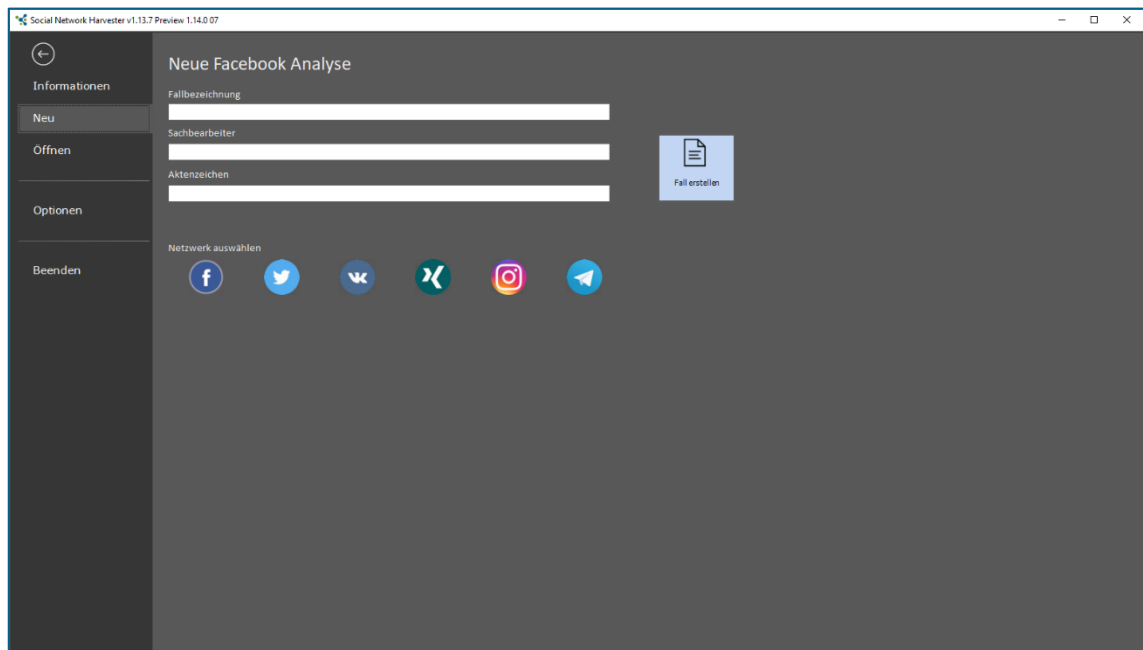 Social Network Harvester v1.13.7 Preview 1.14.0 07
Informationen
Neu
Öffnen
Optionen
Beenden
Neue Facebook Analyse
Fallbezeichnung
Sachbearbeiter
Aktenzeichen
Fall erstellen
Netzwerk auswählen